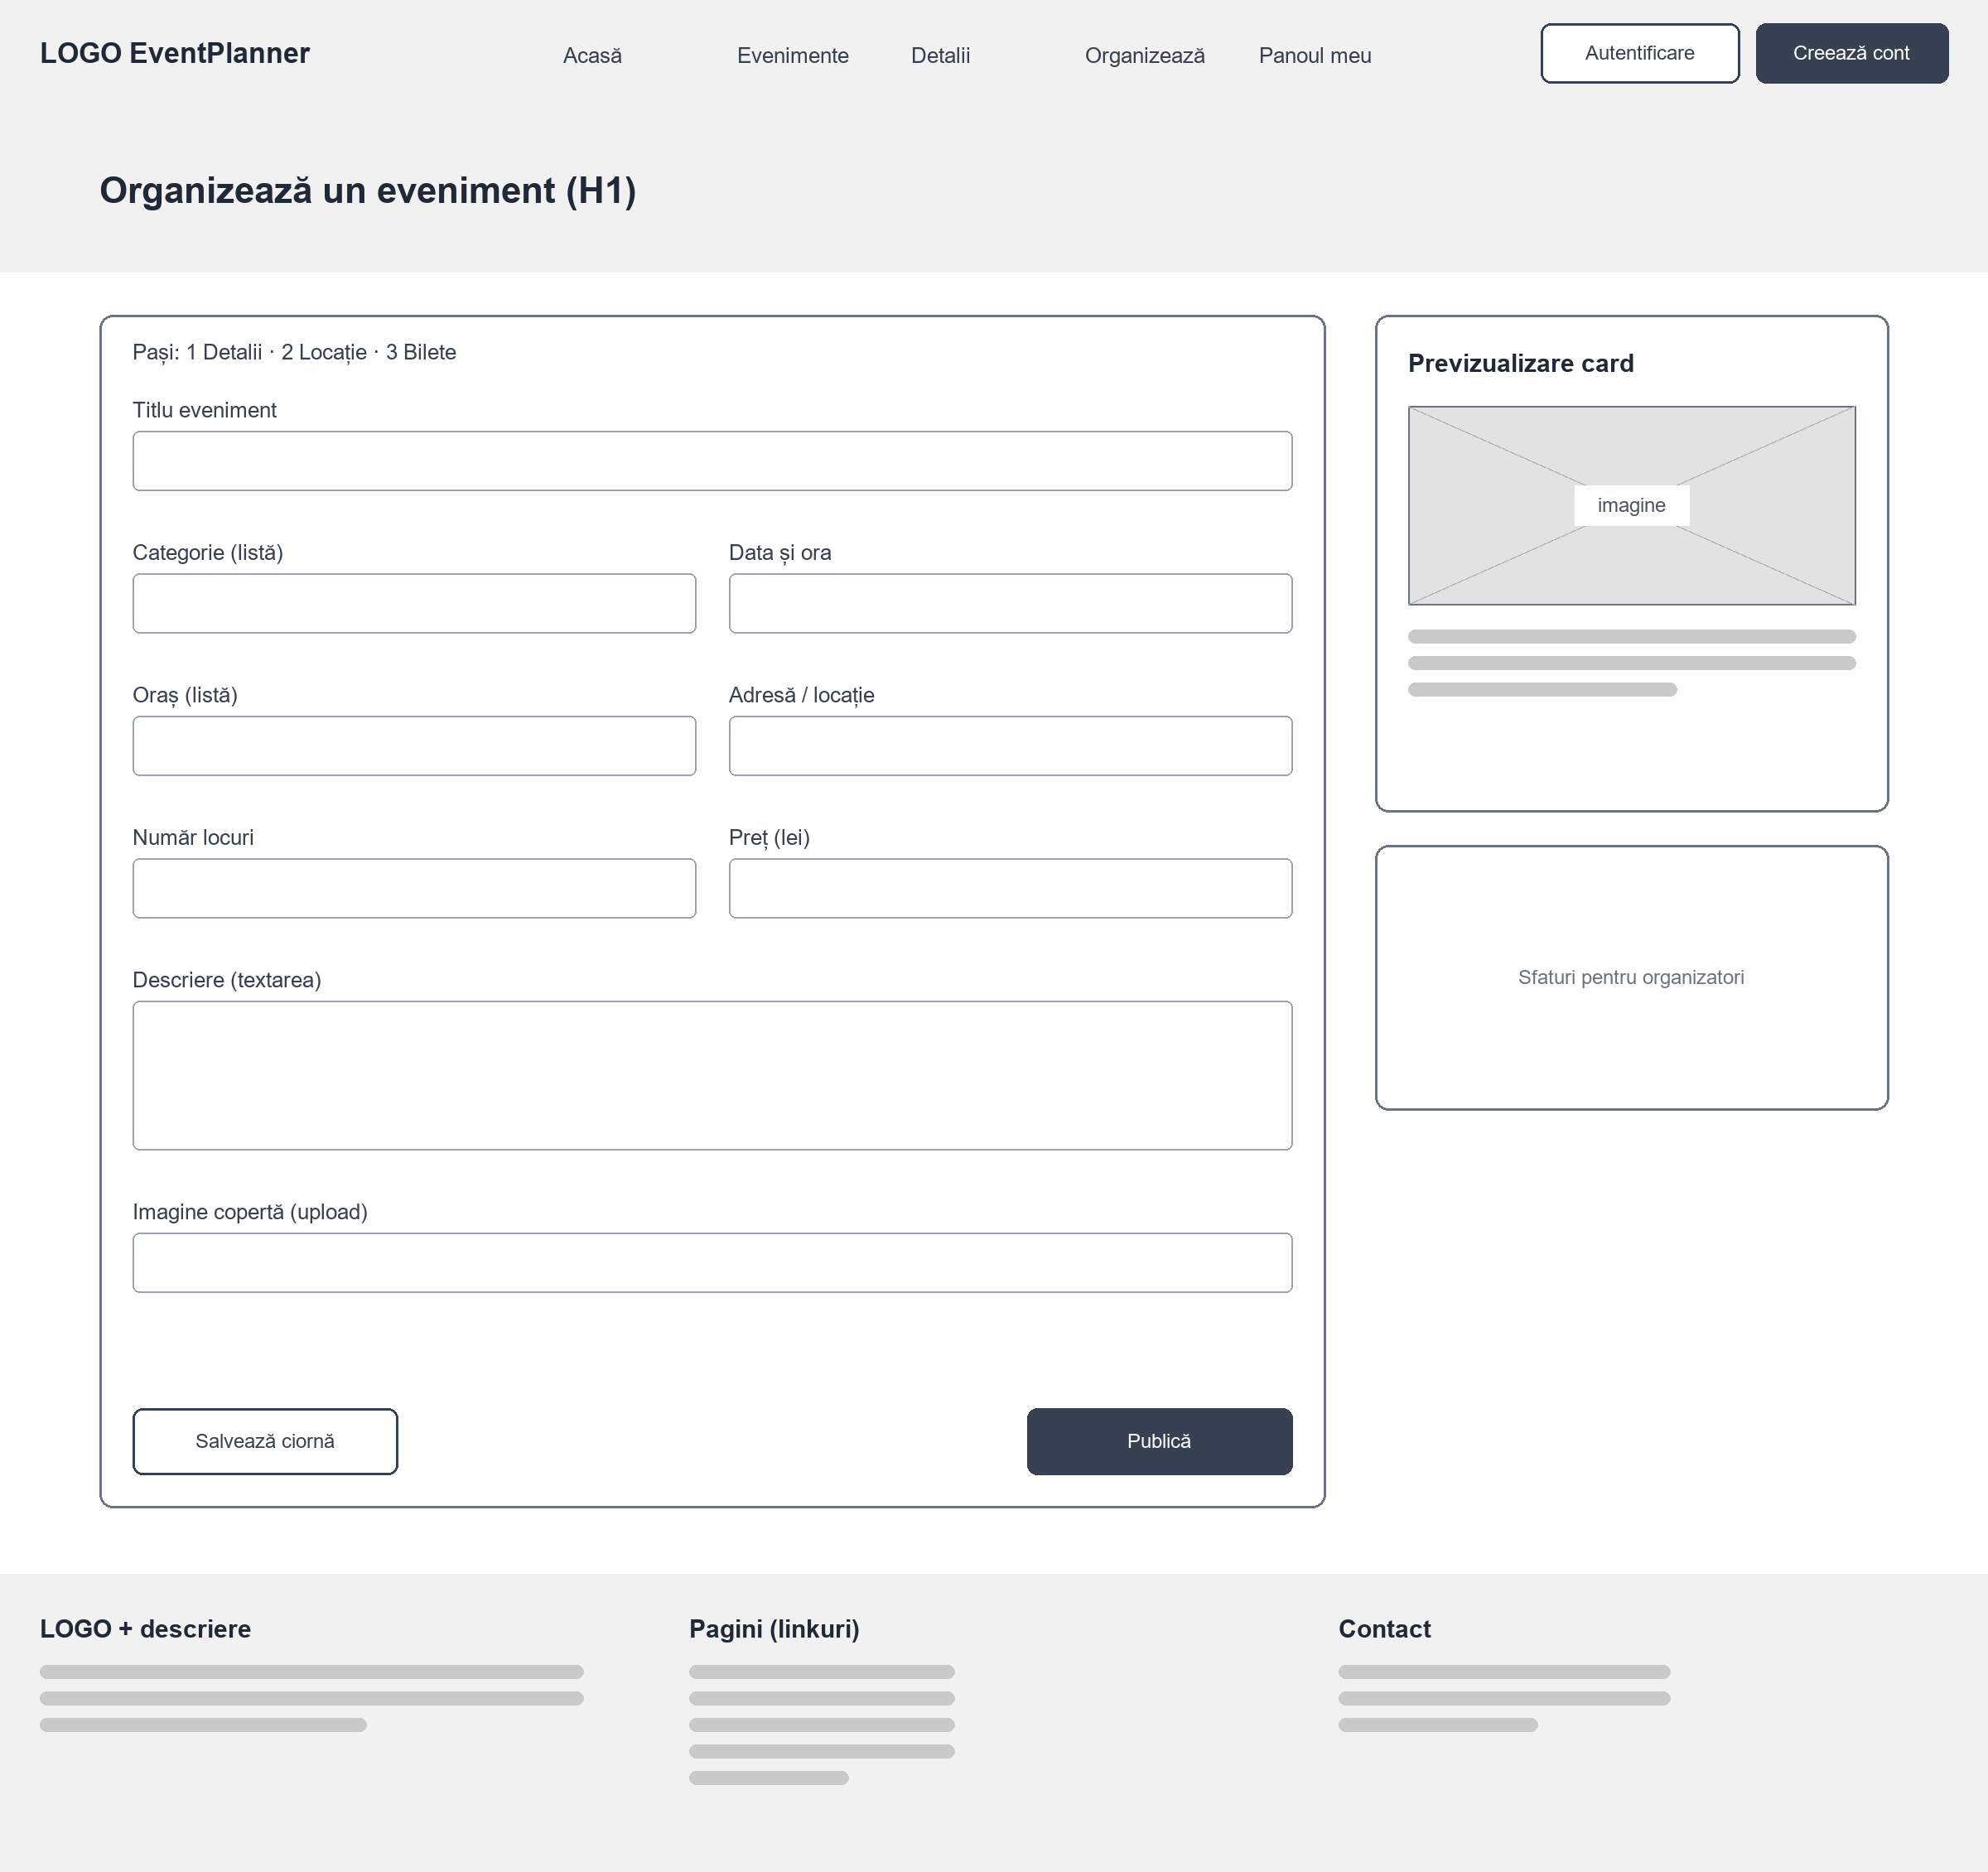 LOGO EventPlanner
Acasă
Evenimente
Detalii
Organizează
Panoul meu
Autentificare
Creează cont
Organizează un eveniment (H1)
Pași: 1 Detalii · 2 Locație · 3 Bilete
Titlu eveniment
Categorie (listă)
Data și ora
Oraș (listă)
Adresă / locație
Număr locuri
Preț (lei)
Descriere (textarea)
Imagine copertă (upload)
Salvează ciornă
Publică
Previzualizare card
imagine
Sfaturi pentru organizatori
LOGO + descriere
Pagini (linkuri)
Contact